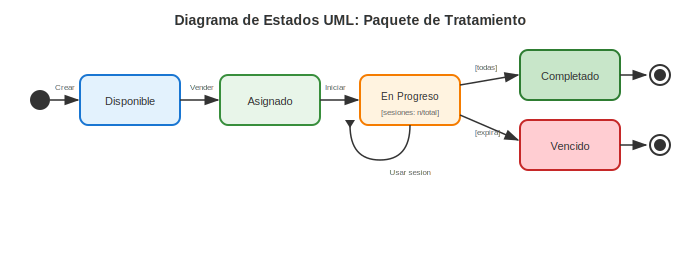 Diagrama de Estados UML: Paquete de Tratamiento
Crear
Disponible
Vender
Asignado
Iniciar
En Progreso
[sesiones: n/total]
Usar sesion
[todas]
Completado
[expira]
Vencido